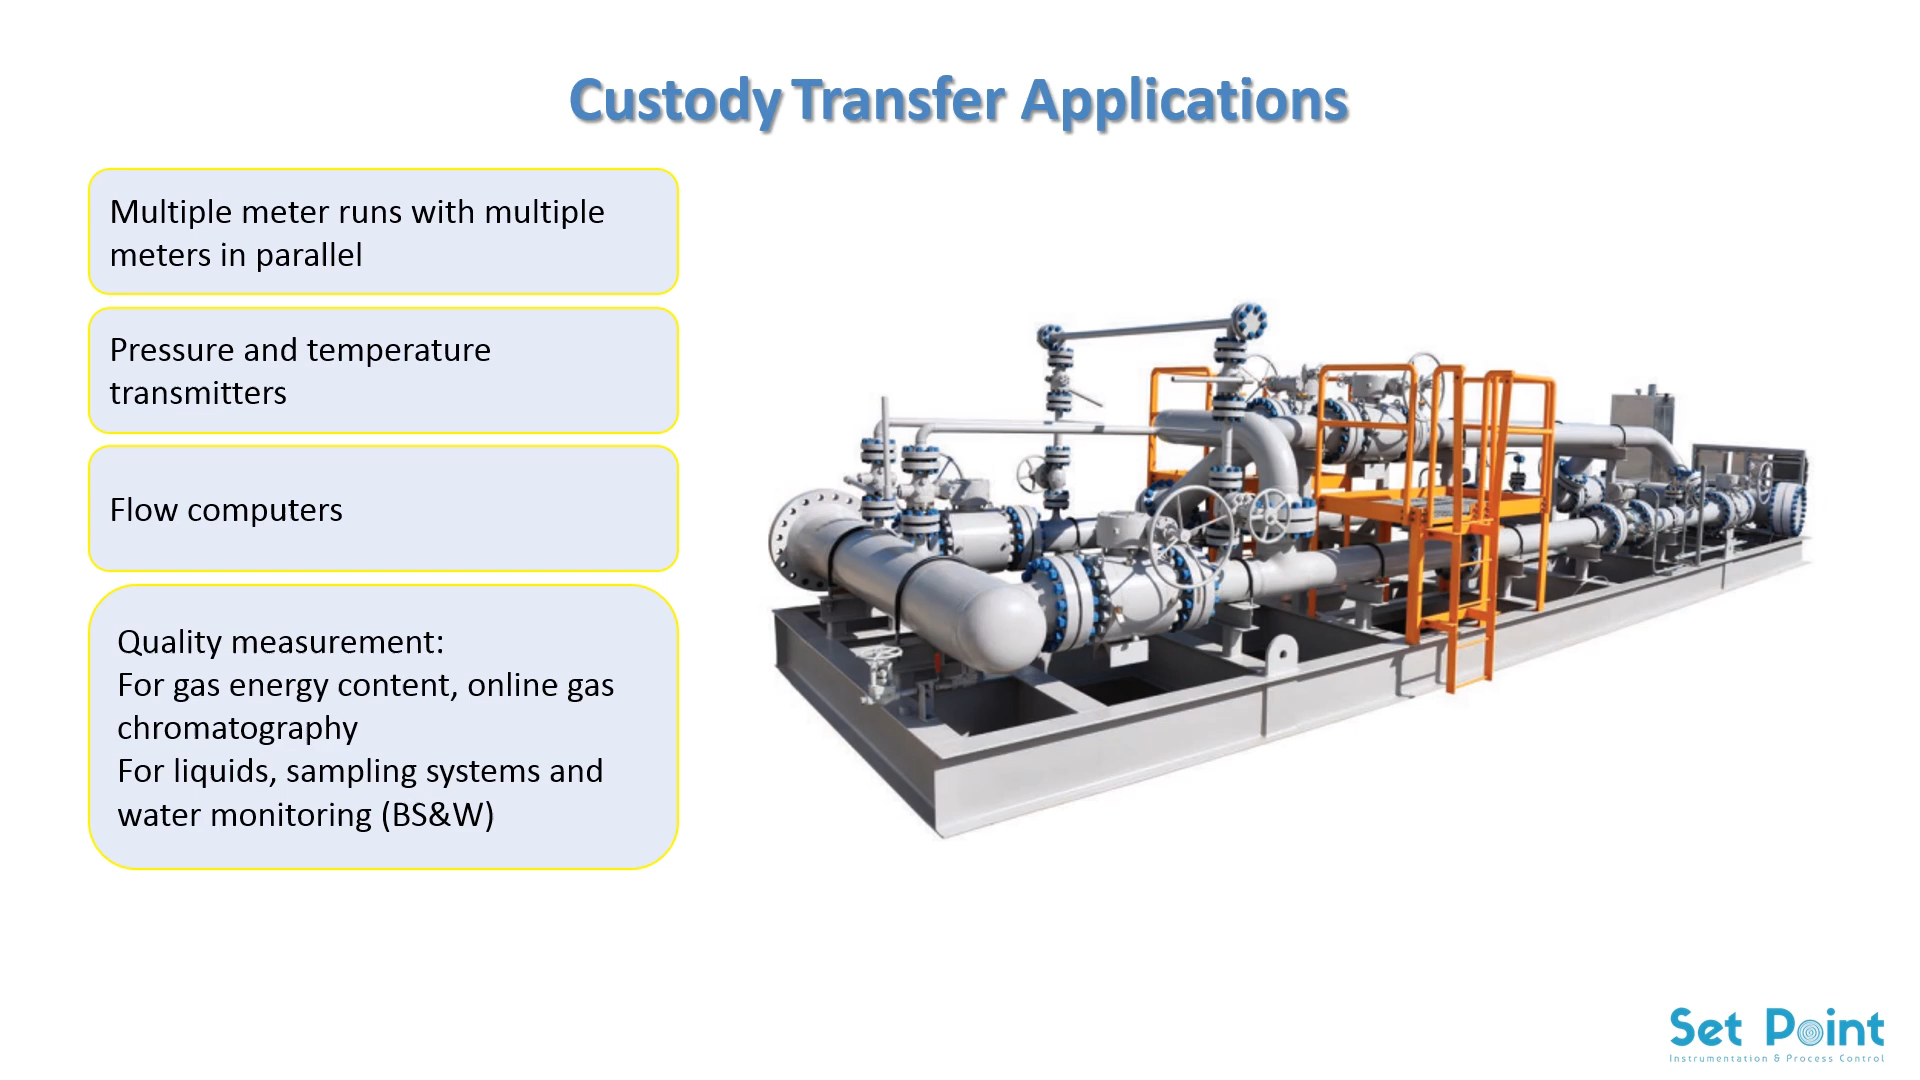 Custody Transfer Applications
Multiple meter runs with multiple
meters in parallel
Pressure and temperature
transmitters
Flow computers
Quality measurement:
For gas energy content, online gas
chromatography
For liquids, sampling systems and
water monitoring (BS&W)
Set Point
Instrumentation & Process Control